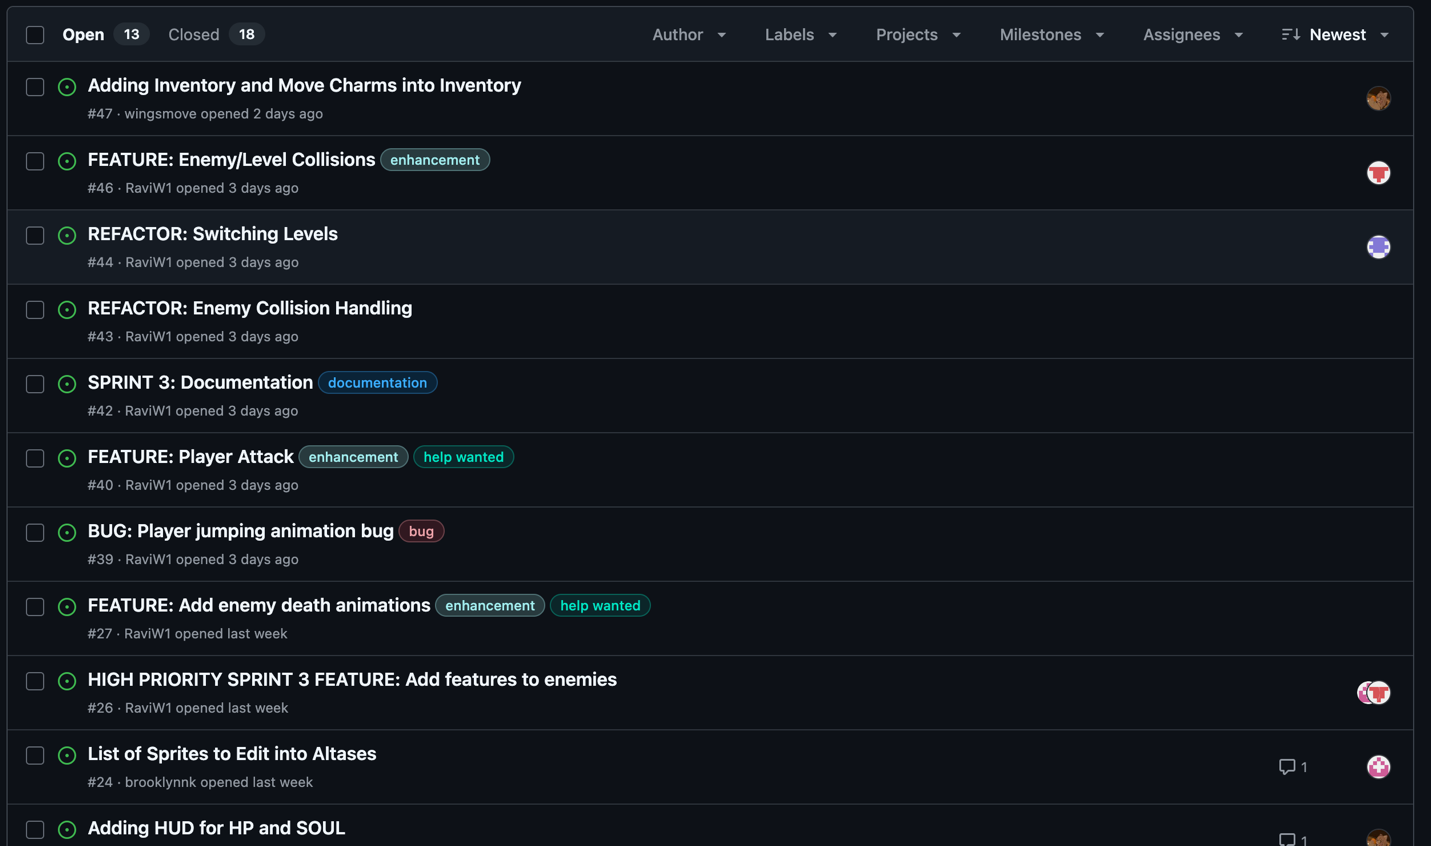 Open 13 Closed 18 Author Labels Projects Milestones Assignees Newest
Adding Inventory and Move Charms into Inventory
#47 · wingsmove opened 2 days ago
FEATURE: Enemy/Level Collisions enhancement
#46 · RaviW1 opened 3 days ago
REFACTOR: Switching Levels
#44 · RaviW1 opened 3 days ago
REFACTOR: Enemy Collision Handling
#43 · RaviW1 opened 3 days ago
SPRINT 3: Documentation documentation
#42 · RaviW1 opened 3 days ago
FEATURE: Player Attack enhancement help wanted
#40 · RaviW1 opened 3 days ago
BUG: Player jumping animation bug bug
#39 · RaviW1 opened 3 days ago
FEATURE: Add enemy death animations enhancement help wanted
#27 · RaviW1 opened last week
HIGH PRIORITY SPRINT 3 FEATURE: Add features to enemies
#26 · RaviW1 opened last week
List of Sprites to Edit into Altases
#24 · brooklynnk opened last week
1
Adding HUD for HP and SOUL
1